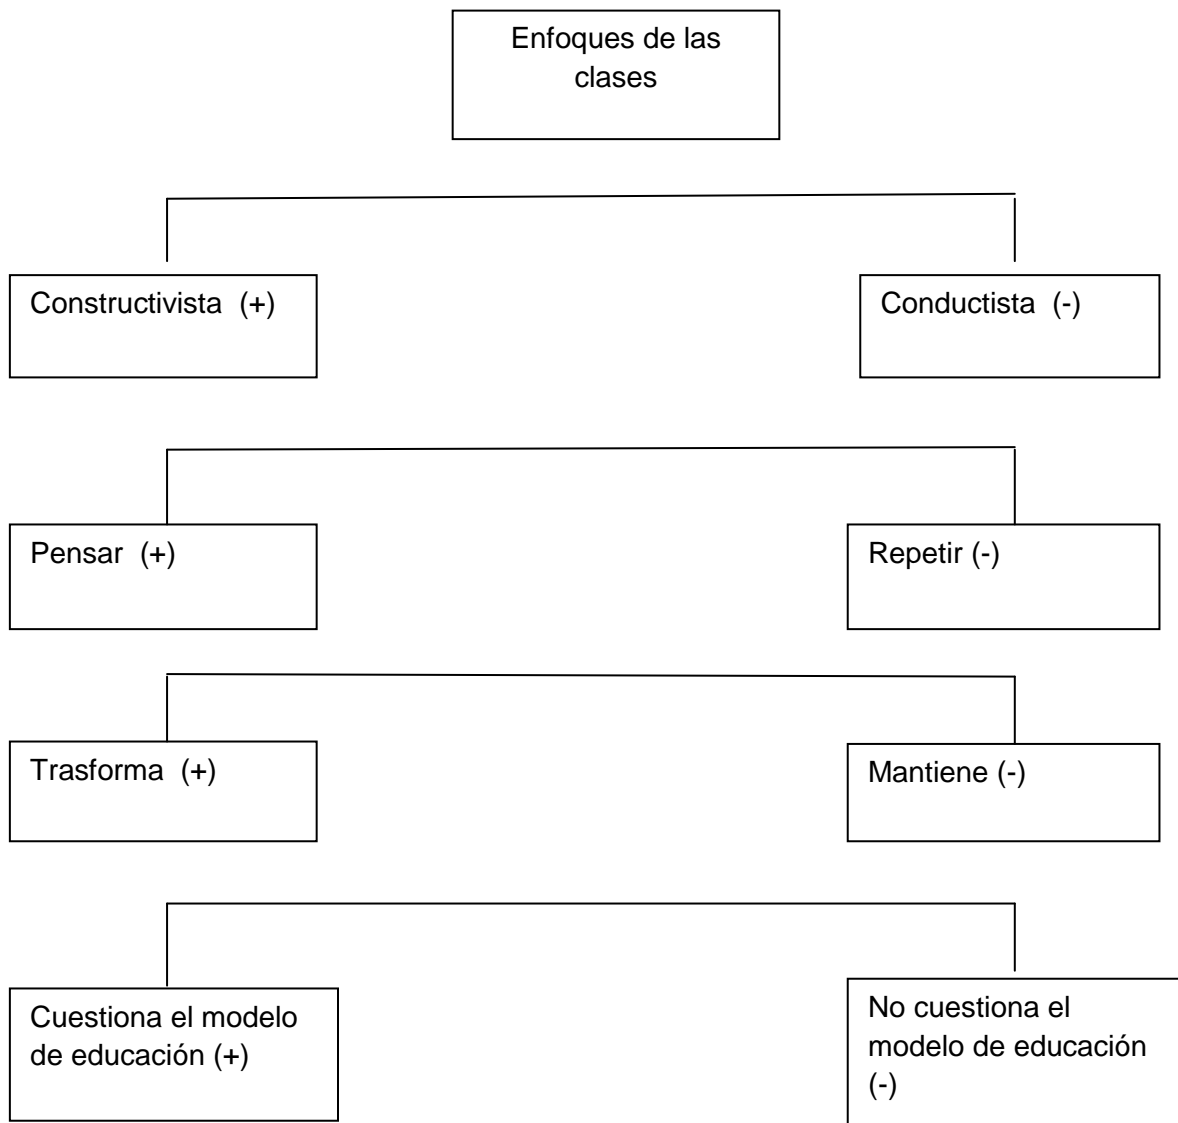 Enfoques de las
clases
Constructivista (+)
Conductista (-)
Pensar (+)
Repetir (-)
Trasforma (+)
Mantiene (-)
Cuestiona el modelo
de educación (+)
No cuestiona el
modelo de educación
(-)